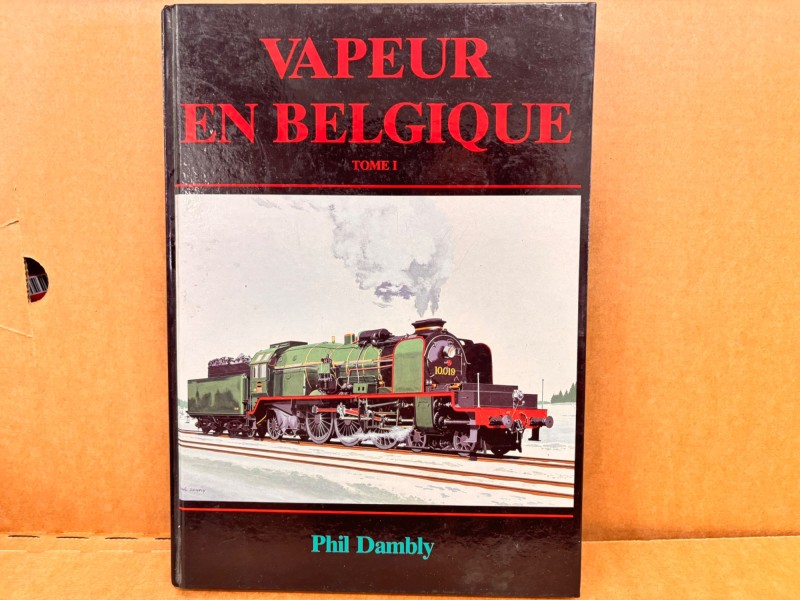 VAPEUR
EN BELGIQUE
TOME I
10.019
Phil Dambly